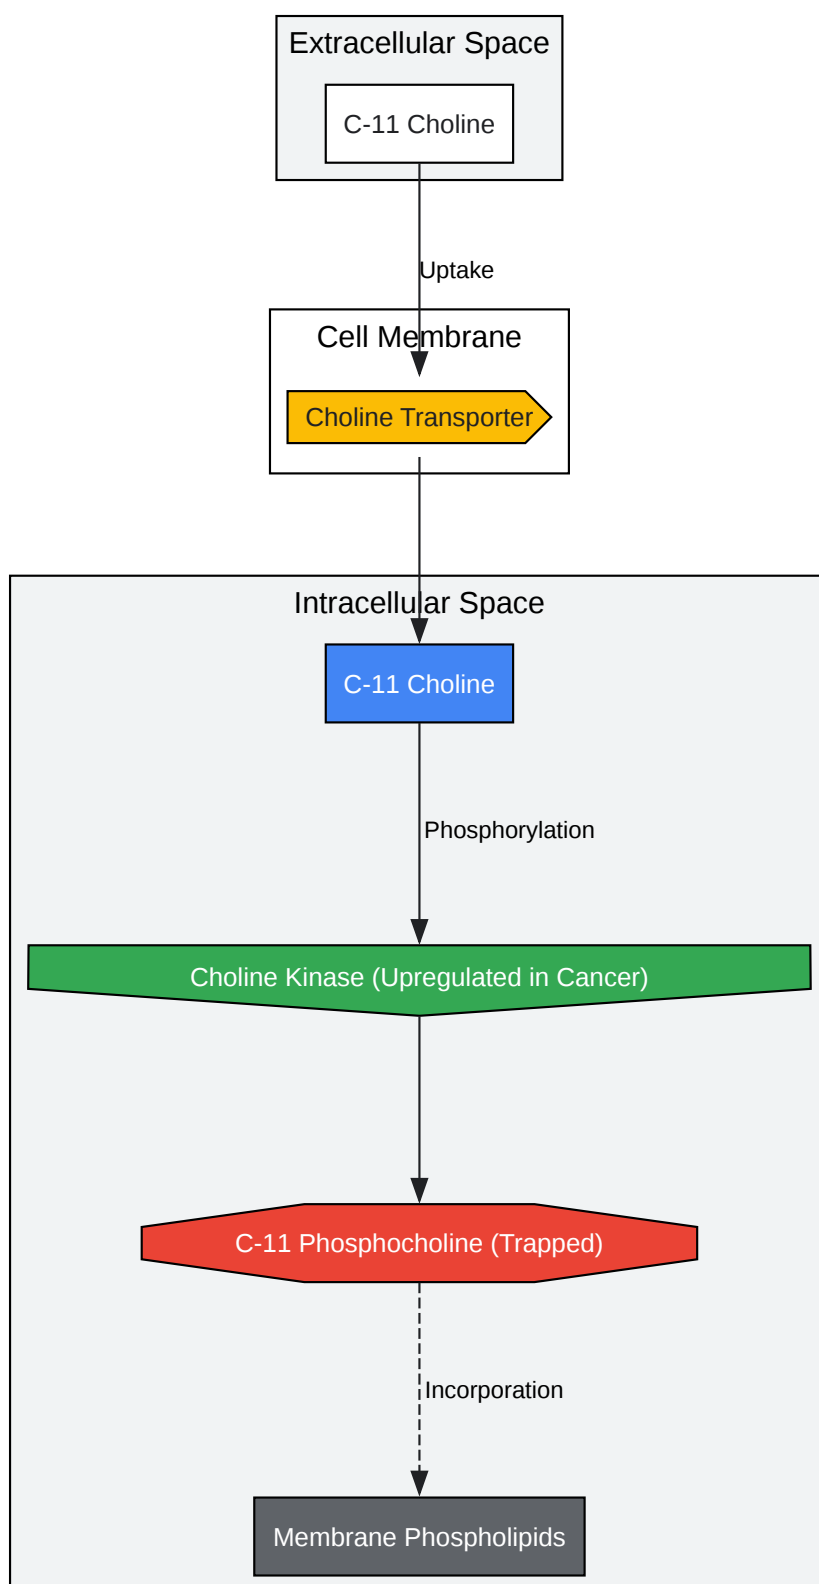 Extracellular Space
C-11 Choline
Uptake
Cell Membrane
Choline Transporter
Intracellular Space
C-11 Choline
Phosphorylation
Choline Kinase (Upregulated in Cancer)
C-11 Phosphocholine (Trapped)
Incorporation
Membrane Phospholipids